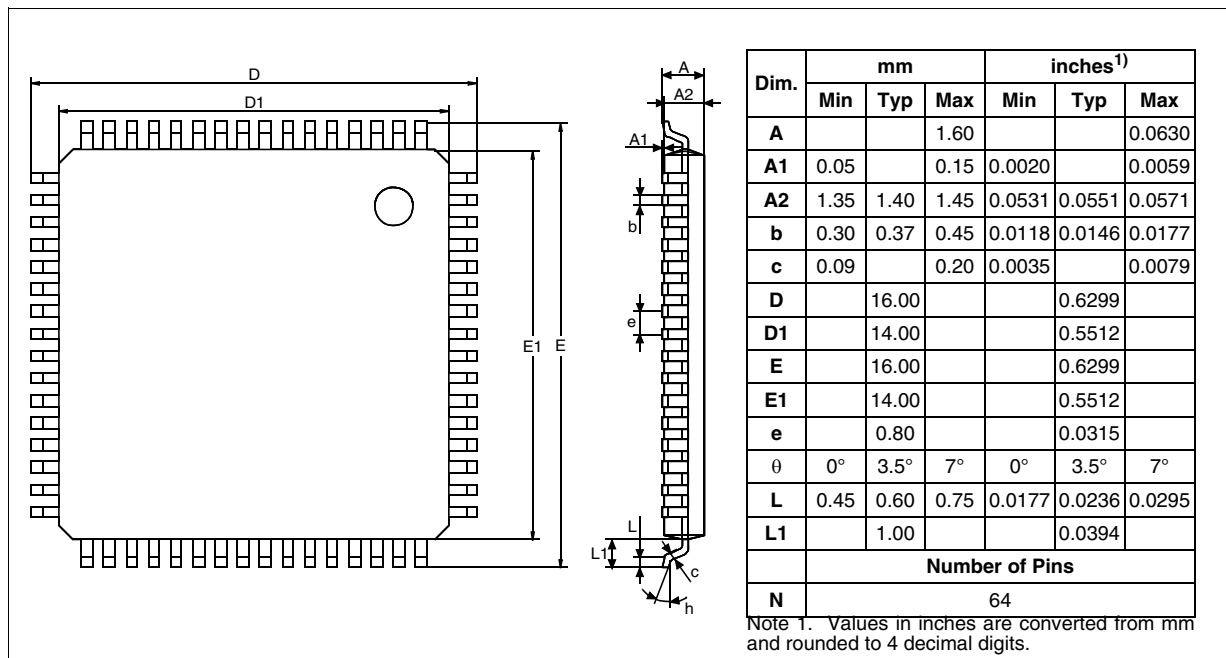 D
D1
E1
E
A
A2
A1
b
e
L
L1
c
h
Dim. mm inches1)
Min Typ Max Min Typ Max
A 1.60 0.0630
A1 0.05 0.15 0.0020 0.0059
A2 1.35 1.40 1.45 0.0531 0.0551 0.0571
b 0.30 0.37 0.45 0.0118 0.0146 0.0177
c 0.09 0.20 0.0035 0.0079
D 16.00 0.6299
D1 14.00 0.5512
E 16.00 0.6299
E1 14.00 0.5512
e 0.80 0.0315
θ 0° 3.5° 7° 0° 3.5° 7°
L 0.45 0.60 0.75 0.0177 0.0236 0.0295
L1 1.00 0.0394
Number of Pins
N 64
Note 1. Values in inches are converted from mm
and rounded to 4 decimal digits.